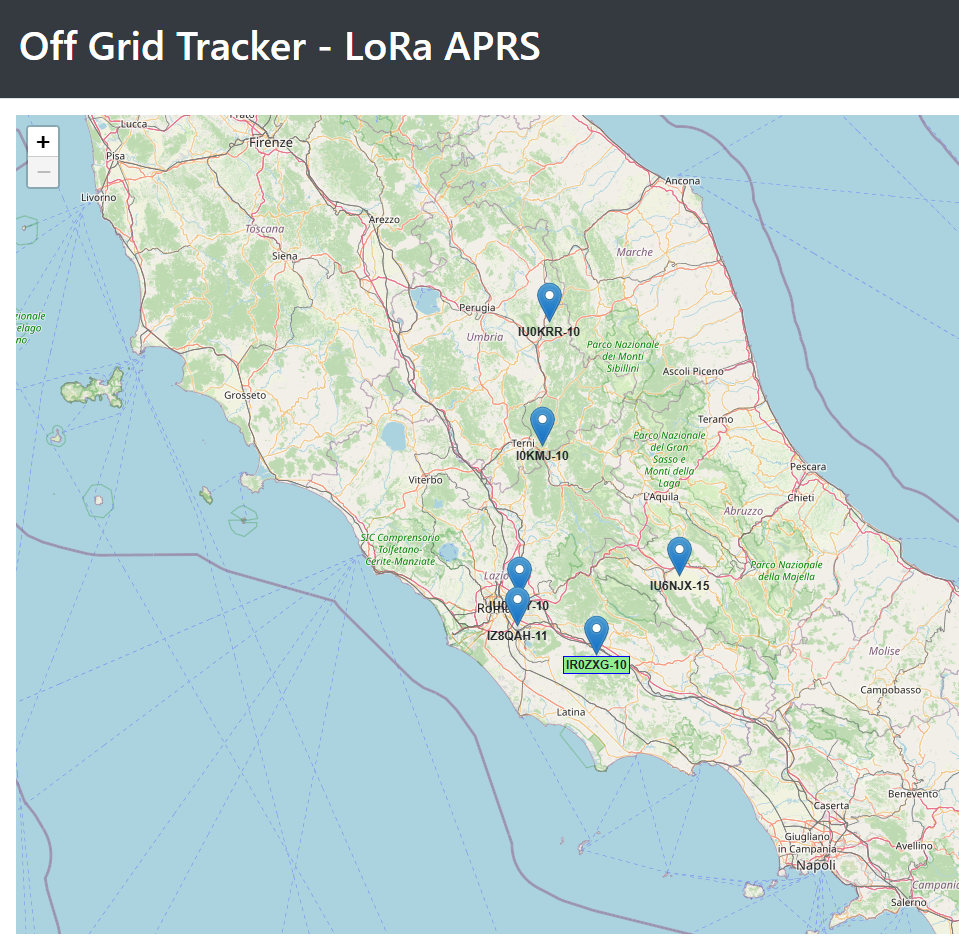 Off Grid Tracker - LoRa APRS
+
−
Lucca
Prato
Firenze
Pisa
Livorno
Ancona
Arezzo
Toscana
Marche
Siena
Perugia
Umbria
IU0KRR-10
Parco Nazionale
dei Monti
Sibillini
Ascoli Piceno
Grosseto
Teramo
Terni
I0KMJ-10
Parco Nazionale
del Gran
Sasso e
Monti della
Laga
Pescara
Viterbo
L'Aquila
Chieti
Abruzzo
SIC Comprensorio
Tolfetano-
Cerite-Manziate
Parco Nazionale
della Majella
Lazio
IU6NJX-15
Roma
IZ8QAH-11
IR0ZXG-10
Molise
Latina
Campobasso
Benevento
Caserta
Giugliano
in Campania
Napoli
Avellino
Campania
Salerno